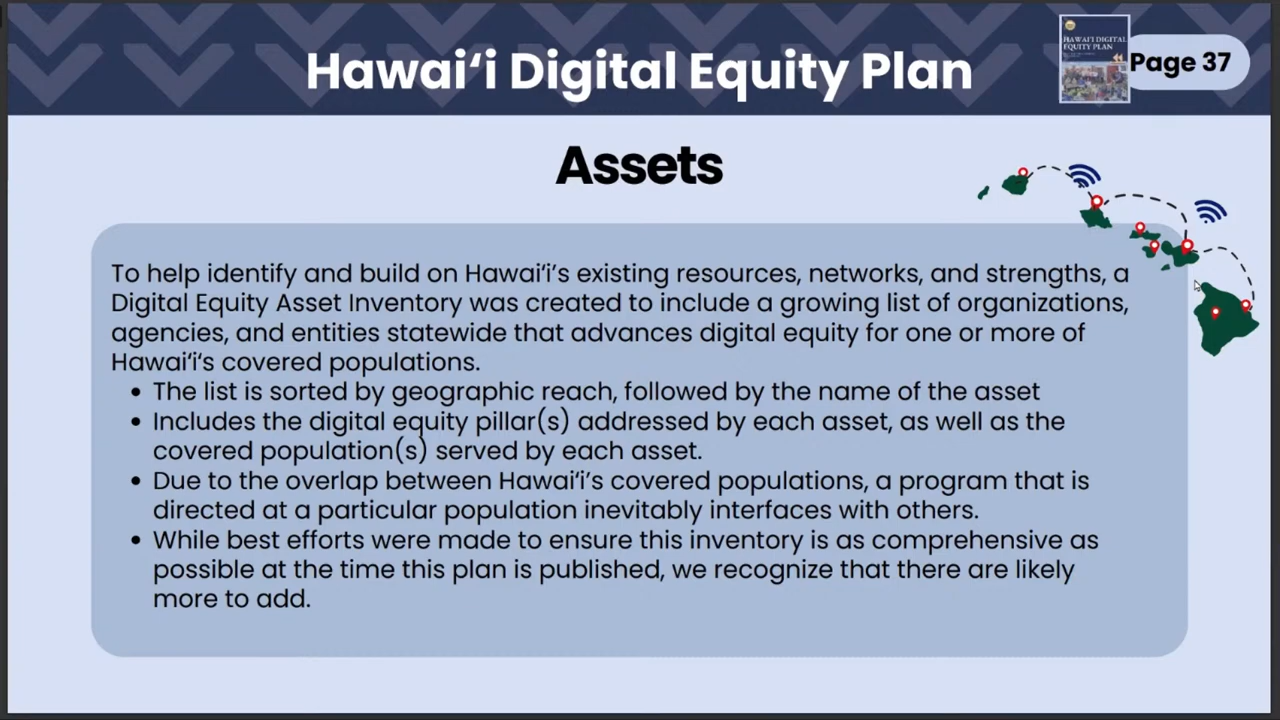 Hawaiʻi Digital Equity Plan
HAWAIʻI DIGITAL
EQUITY PLAN
Page 37
Assets
To help identify and build on Hawaiʻi’s existing resources, networks, and strengths, a
Digital Equity Asset Inventory was created to include a growing list of organizations,
agencies, and entities statewide that advances digital equity for one or more of
Hawaiʻi’s covered populations.
• The list is sorted by geographic reach, followed by the name of the asset
• Includes the digital equity pillar(s) addressed by each asset, as well as the
covered population(s) served by each asset.
• Due to the overlap between Hawaiʻi’s covered populations, a program that is
directed at a particular population inevitably interfaces with others.
• While best efforts were made to ensure this inventory is as comprehensive as
possible at the time this plan is published, we recognize that there are likely
more to add.